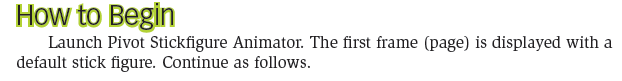 How to Begin
Launch Pivot Stickfigure Animator. The first frame (page) is displayed with a
default stick figure. Continue as follows.